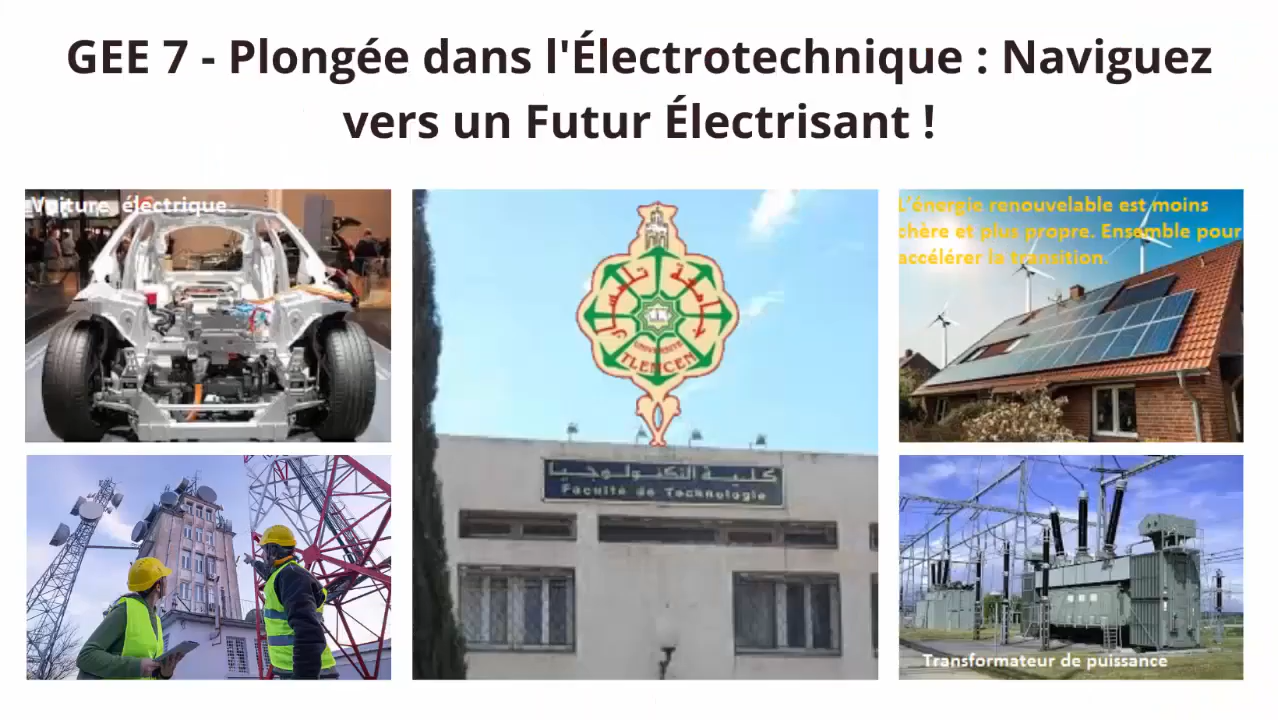 GEE 7 - Plongée dans l'Électrotechnique : Naviguez
vers un Futur Électrisant !
Voiture électrique
جامعة تلمسان
UNIVERSITE
TLEMCEN
كلية التكنولوجيا
Faculté de Technologie
L'énergie renouvelable est moins
chère et plus propre. Ensemble pour
accélérer la transition.
Transformateur de puissance